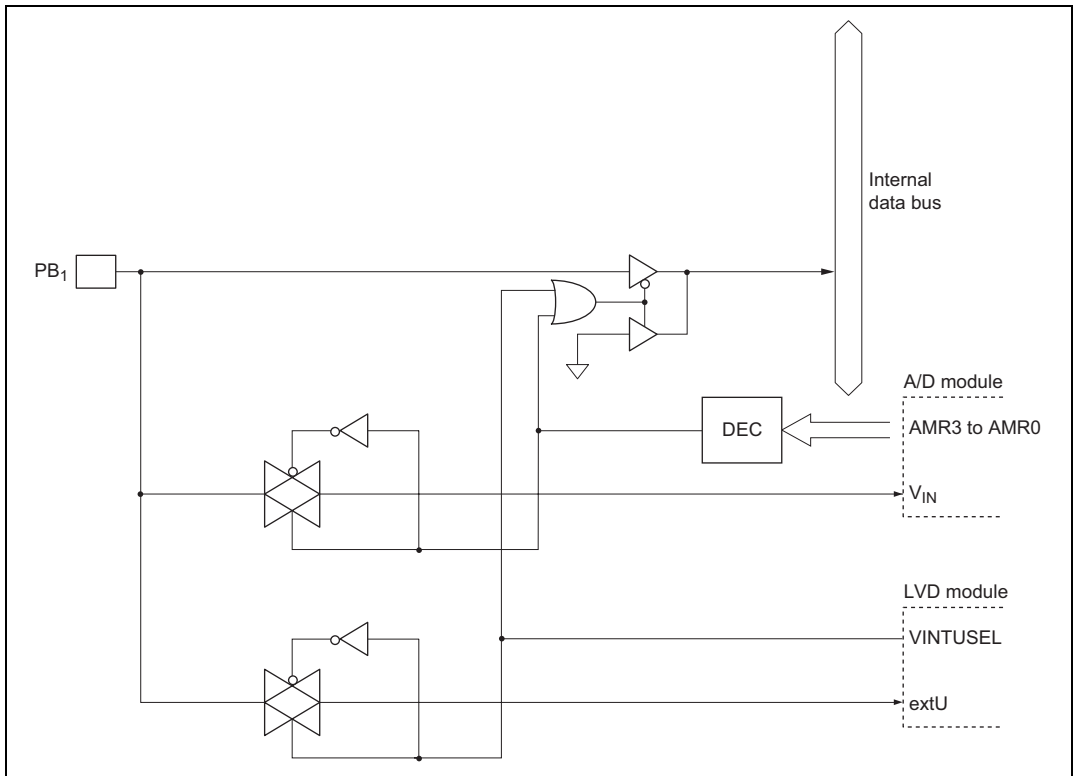 Internal
data bus
PB1
A/D module
DEC
AMR3 to AMR0
VIN
LVD module
VINTUSEL
extU